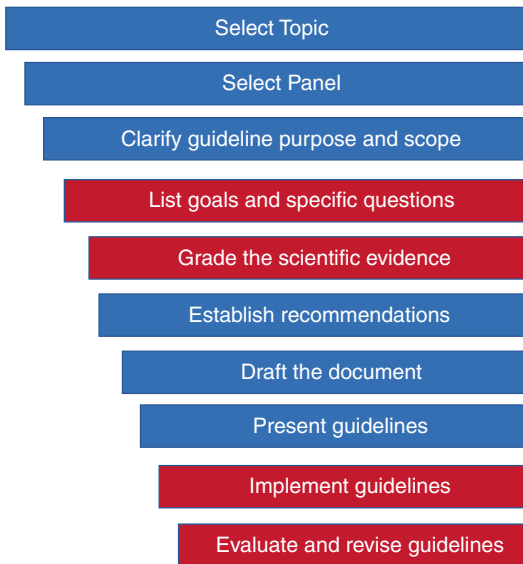 Select Topic
Select Panel
Clarify guideline purpose and scope
List goals and specific questions
Grade the scientific evidence
Establish recommendations
Draft the document
Present guidelines
Implement guidelines
Evaluate and revise guidelines